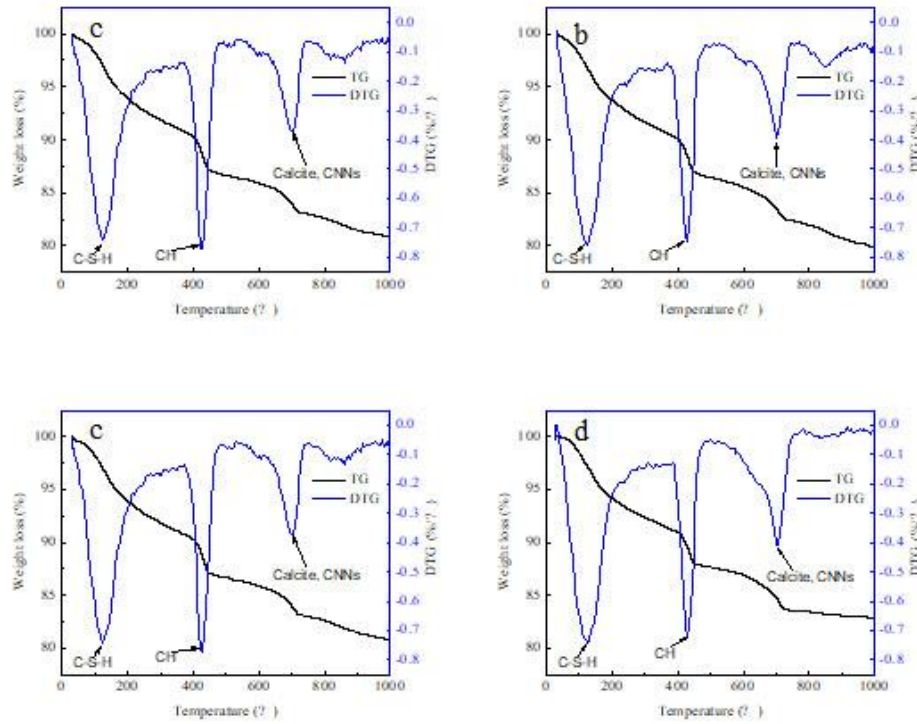 c
100
95
90
85
80
Weight loss (%)
0.0
-0.1
-0.2
-0.3
-0.4
-0.5
-0.6
-0.7
-0.8
DTG (%/? )
TG
DTG
Calcite, CNNs
C-S-H
CH
0 200 400 600 800 1000
Temperature (? )
b
100
95
90
85
80
Weight loss (%)
0.0
-0.1
-0.2
-0.3
-0.4
-0.5
-0.6
-0.7
-0.8
DTG (%/? )
TG
DTG
Calcite, CNNs
C-S-H
CH
0 200 400 600 800 1000
Temperature (? )
c
100
95
90
85
80
Weight loss (%)
0.0
-0.1
-0.2
-0.3
-0.4
-0.5
-0.6
-0.7
-0.8
DTG (%/? )
TG
DTG
Calcite, CNNs
C-S-H
CH
0 200 400 600 800 1000
Temperature (? )
d
100
95
90
85
80
Weight loss (%)
0.0
-0.1
-0.2
-0.3
-0.4
-0.5
-0.6
-0.7
-0.8
DTG (%/? )
TG
DTG
Calcite, CNNs
C-S-H
CH
0 200 400 600 800 1000
Temperature (? )